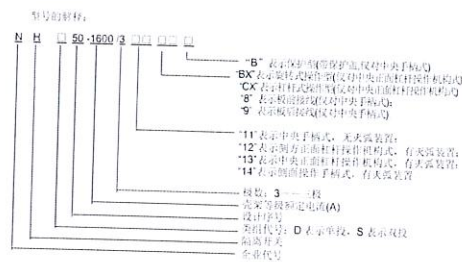 型号的解释:
N H □ 50-1600/3 □□ □□ □
"B" 表示保护型(带保护盖,仅对中央手柄式)
"BX"表示旋转式操作型(仅对中央正面杠杆操作机构式)
"CX"表示杠杆式操作型(仅对中央正面杠杆操作机构式)
"8" 表示板前接线(仅对中央手柄式);
"9" 表示板后接线(仅对中央手柄式)
"11"表示中央手柄式, 无灭弧装置;
"12"表示侧方正面杠杆操作机构式, 有灭弧装置;
"13"表示中央正面杠杆操作机构式, 有灭弧装置;
"14"表示侧面操作手柄式, 有灭弧装置
极数: 3——三极
壳架等级额定电流(A)
设计序号
类组代号: D 表示单投, S 表示双投
隔离开关
企业代号